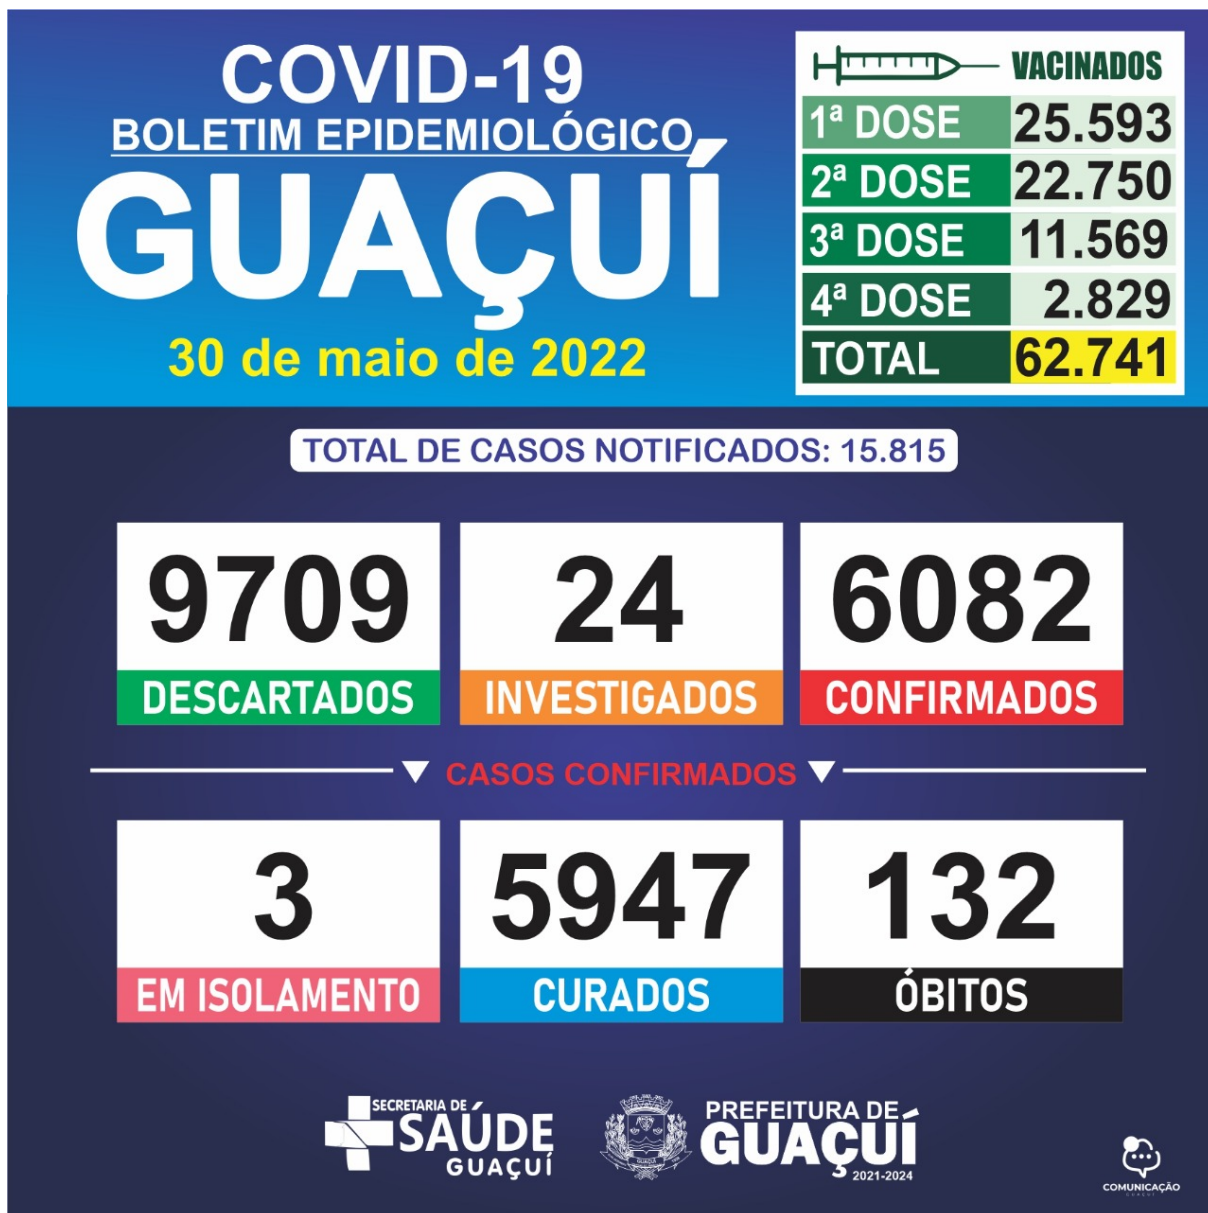 COVID-19
BOLETIM EPIDEMIOLÓGICO
GUAÇUÍ
30 de maio de 2022
VACINADOS
1ª DOSE 25.593
2ª DOSE 22.750
3ª DOSE 11.569
4ª DOSE 2.829
TOTAL 62.741
TOTAL DE CASOS NOTIFICADOS: 15.815
9709 24 6082
DESCARTADOS INVESTIGADOS CONFIRMADOS
CASOS CONFIRMADOS
3 5947 132
EM ISOLAMENTO CURADOS ÓBITOS
SECRETARIA DE
SAÚDE
GUAÇUÍ
GUAÇUÍ
PREFEITURA DE
GUAÇUÍ
2021-2024
COMUNICAÇÃO
GUAÇUÍ